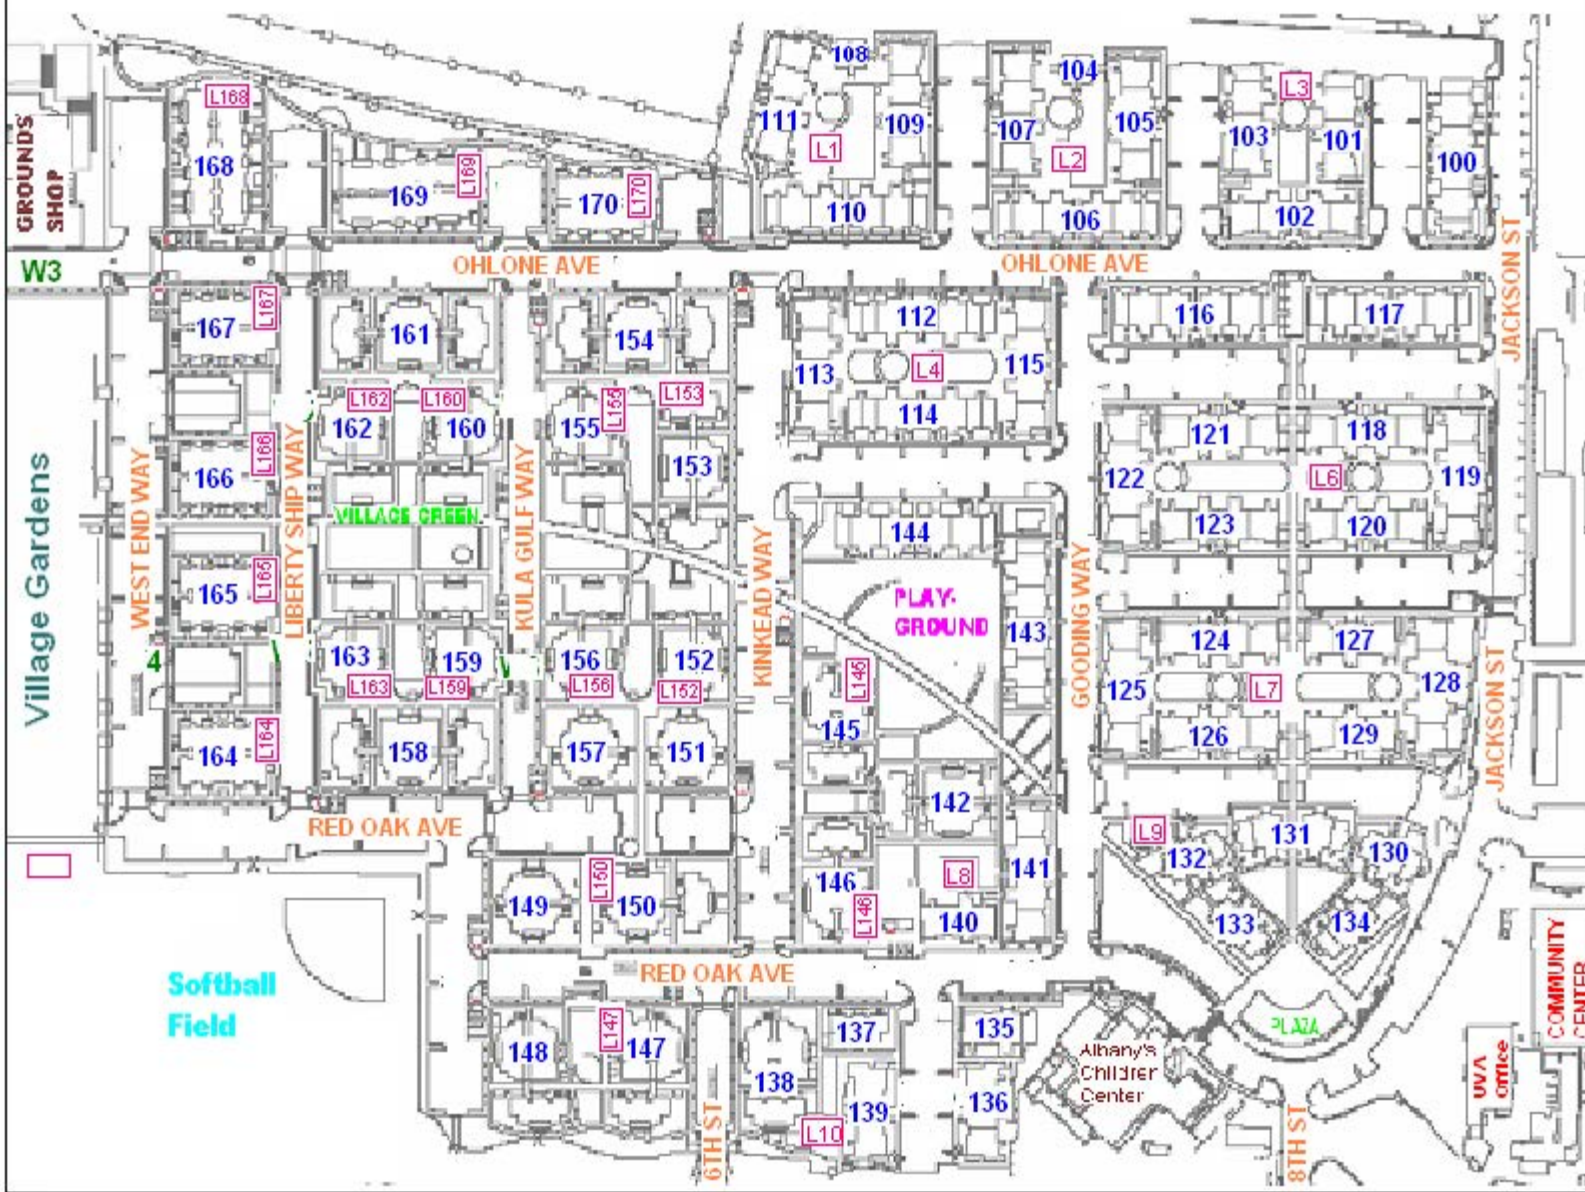 108
104
L3
L168
111
109
107
105
103
101
L1
L2
100
GROUNDS
SHOP
168
169
L169
170
L170
110
106
102
W3
OHLONE AVE
OHLONE AVE
JACKSON ST
167
L167
161
154
112
116
117
113
L4
115
114
L162
L160
L155
L153
162
160
155
153
121
118
WEST END WAY
166
L166
LIBERTY SHIP WAY
KULA GULF WAY
122
L6
119
Village Gardens
VILLAGE GREEN
144
123
120
KINKEAD WAY
GOODING WAY
165
L165
PLAY-
GROUND
143
124
127
4
163
159
156
152
L145
L163
L159
L156
L152
125
L7
128
JACKSON ST
164
L164
158
157
151
145
126
129
142
RED OAK AVE
L9
131
132
130
L150
146
L8
141
149
150
L146
140
133
134
RED OAK AVE
Softball
Field
COMMUNITY
CENTER
148
L147
147
137
135
PLAZA
138
139
136
Albany's
Children
Center
UVA
Office
L10
6TH ST
8TH ST